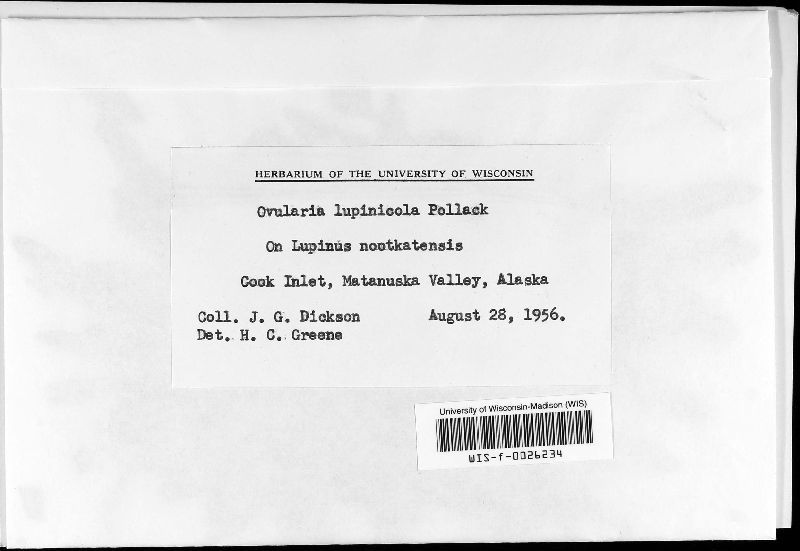 HERBARIUM OF THE UNIVERSITY OF WISCONSIN
Ovularia lupinicola Pollack
On Lupinus nootkatensis
Cook Inlet, Matanuska Valley, Alaska
Coll. J. G. Dickson August 28, 1956.
Det. H. C. Greene
University of Wisconsin-Madison (WIS)
WIS-f-0026234